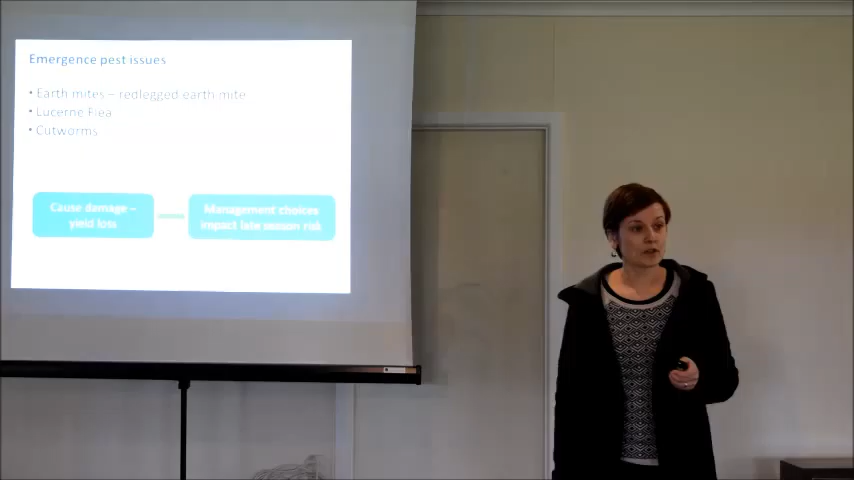 Emergence pest issues
• Earth mites – redlegged earth mite
• Lucerne Flea
• Cutworms
Cause damage –
yield loss
Management choices
impact late season risk